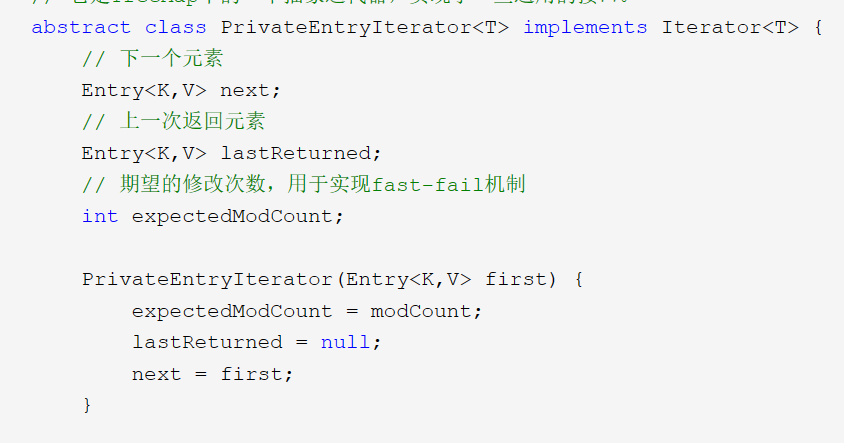 abstract class PrivateEntryIterator<T> implements Iterator<T> {
// 下一个元素
Entry<K,V> next;
// 上一次返回元素
Entry<K,V> lastReturned;
// 期望的修改次数，用于实现fast-fail机制
int expectedModCount;
PrivateEntryIterator(Entry<K,V> first) {
expectedModCount = modCount;
lastReturned = null;
next = first;
}